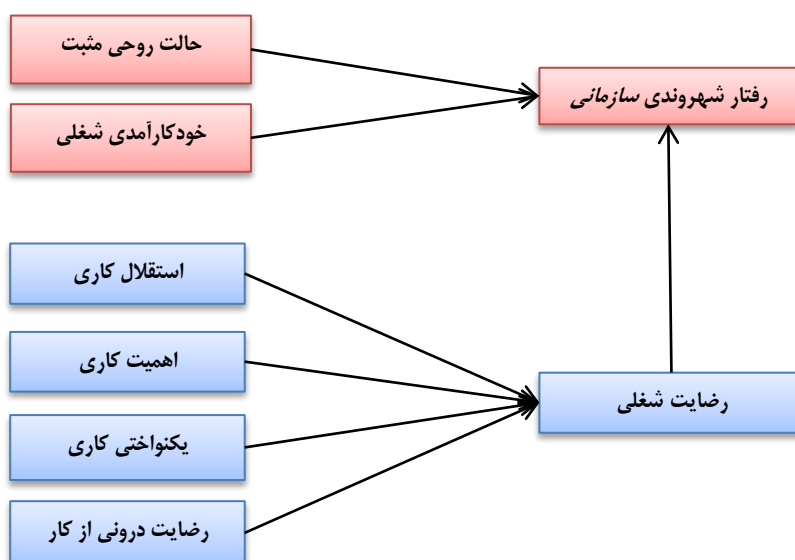 حالت روحی مثبت
رفتار شهروندی سازمانی
خودکارآمدی شغلی
استقلال کاری
اهمیت کاری
رضایت شغلی
یکنواختی کاری
رضایت درونی از کار